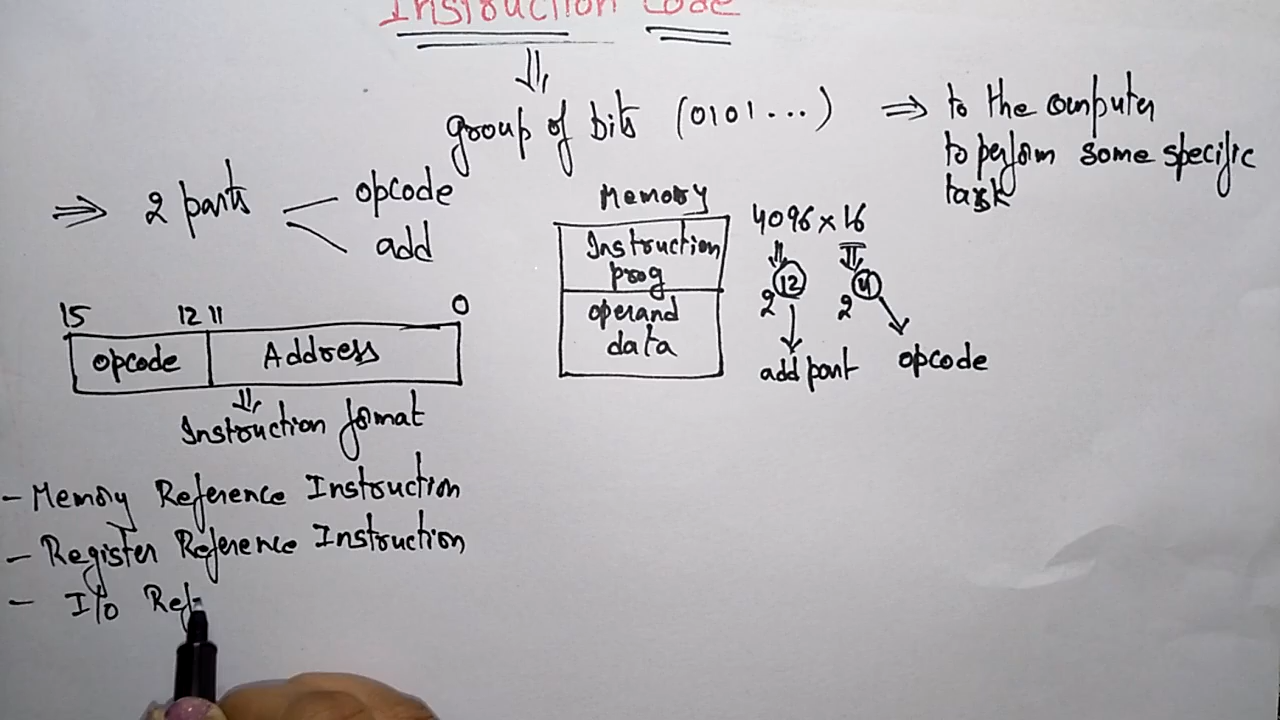 Instruction Code
group of bits (0101...) ⇒ to the computer
to perform some specific
task
⇒ 2 parts opcode
add
Memory
4096 x 16
Instruction
prog
operand
data
2 12
2 4
add part opcode
15 12 11 0
opcode Address
Instruction format
- Memory Reference Instruction
- Register Reference Instruction
- I/o Ref